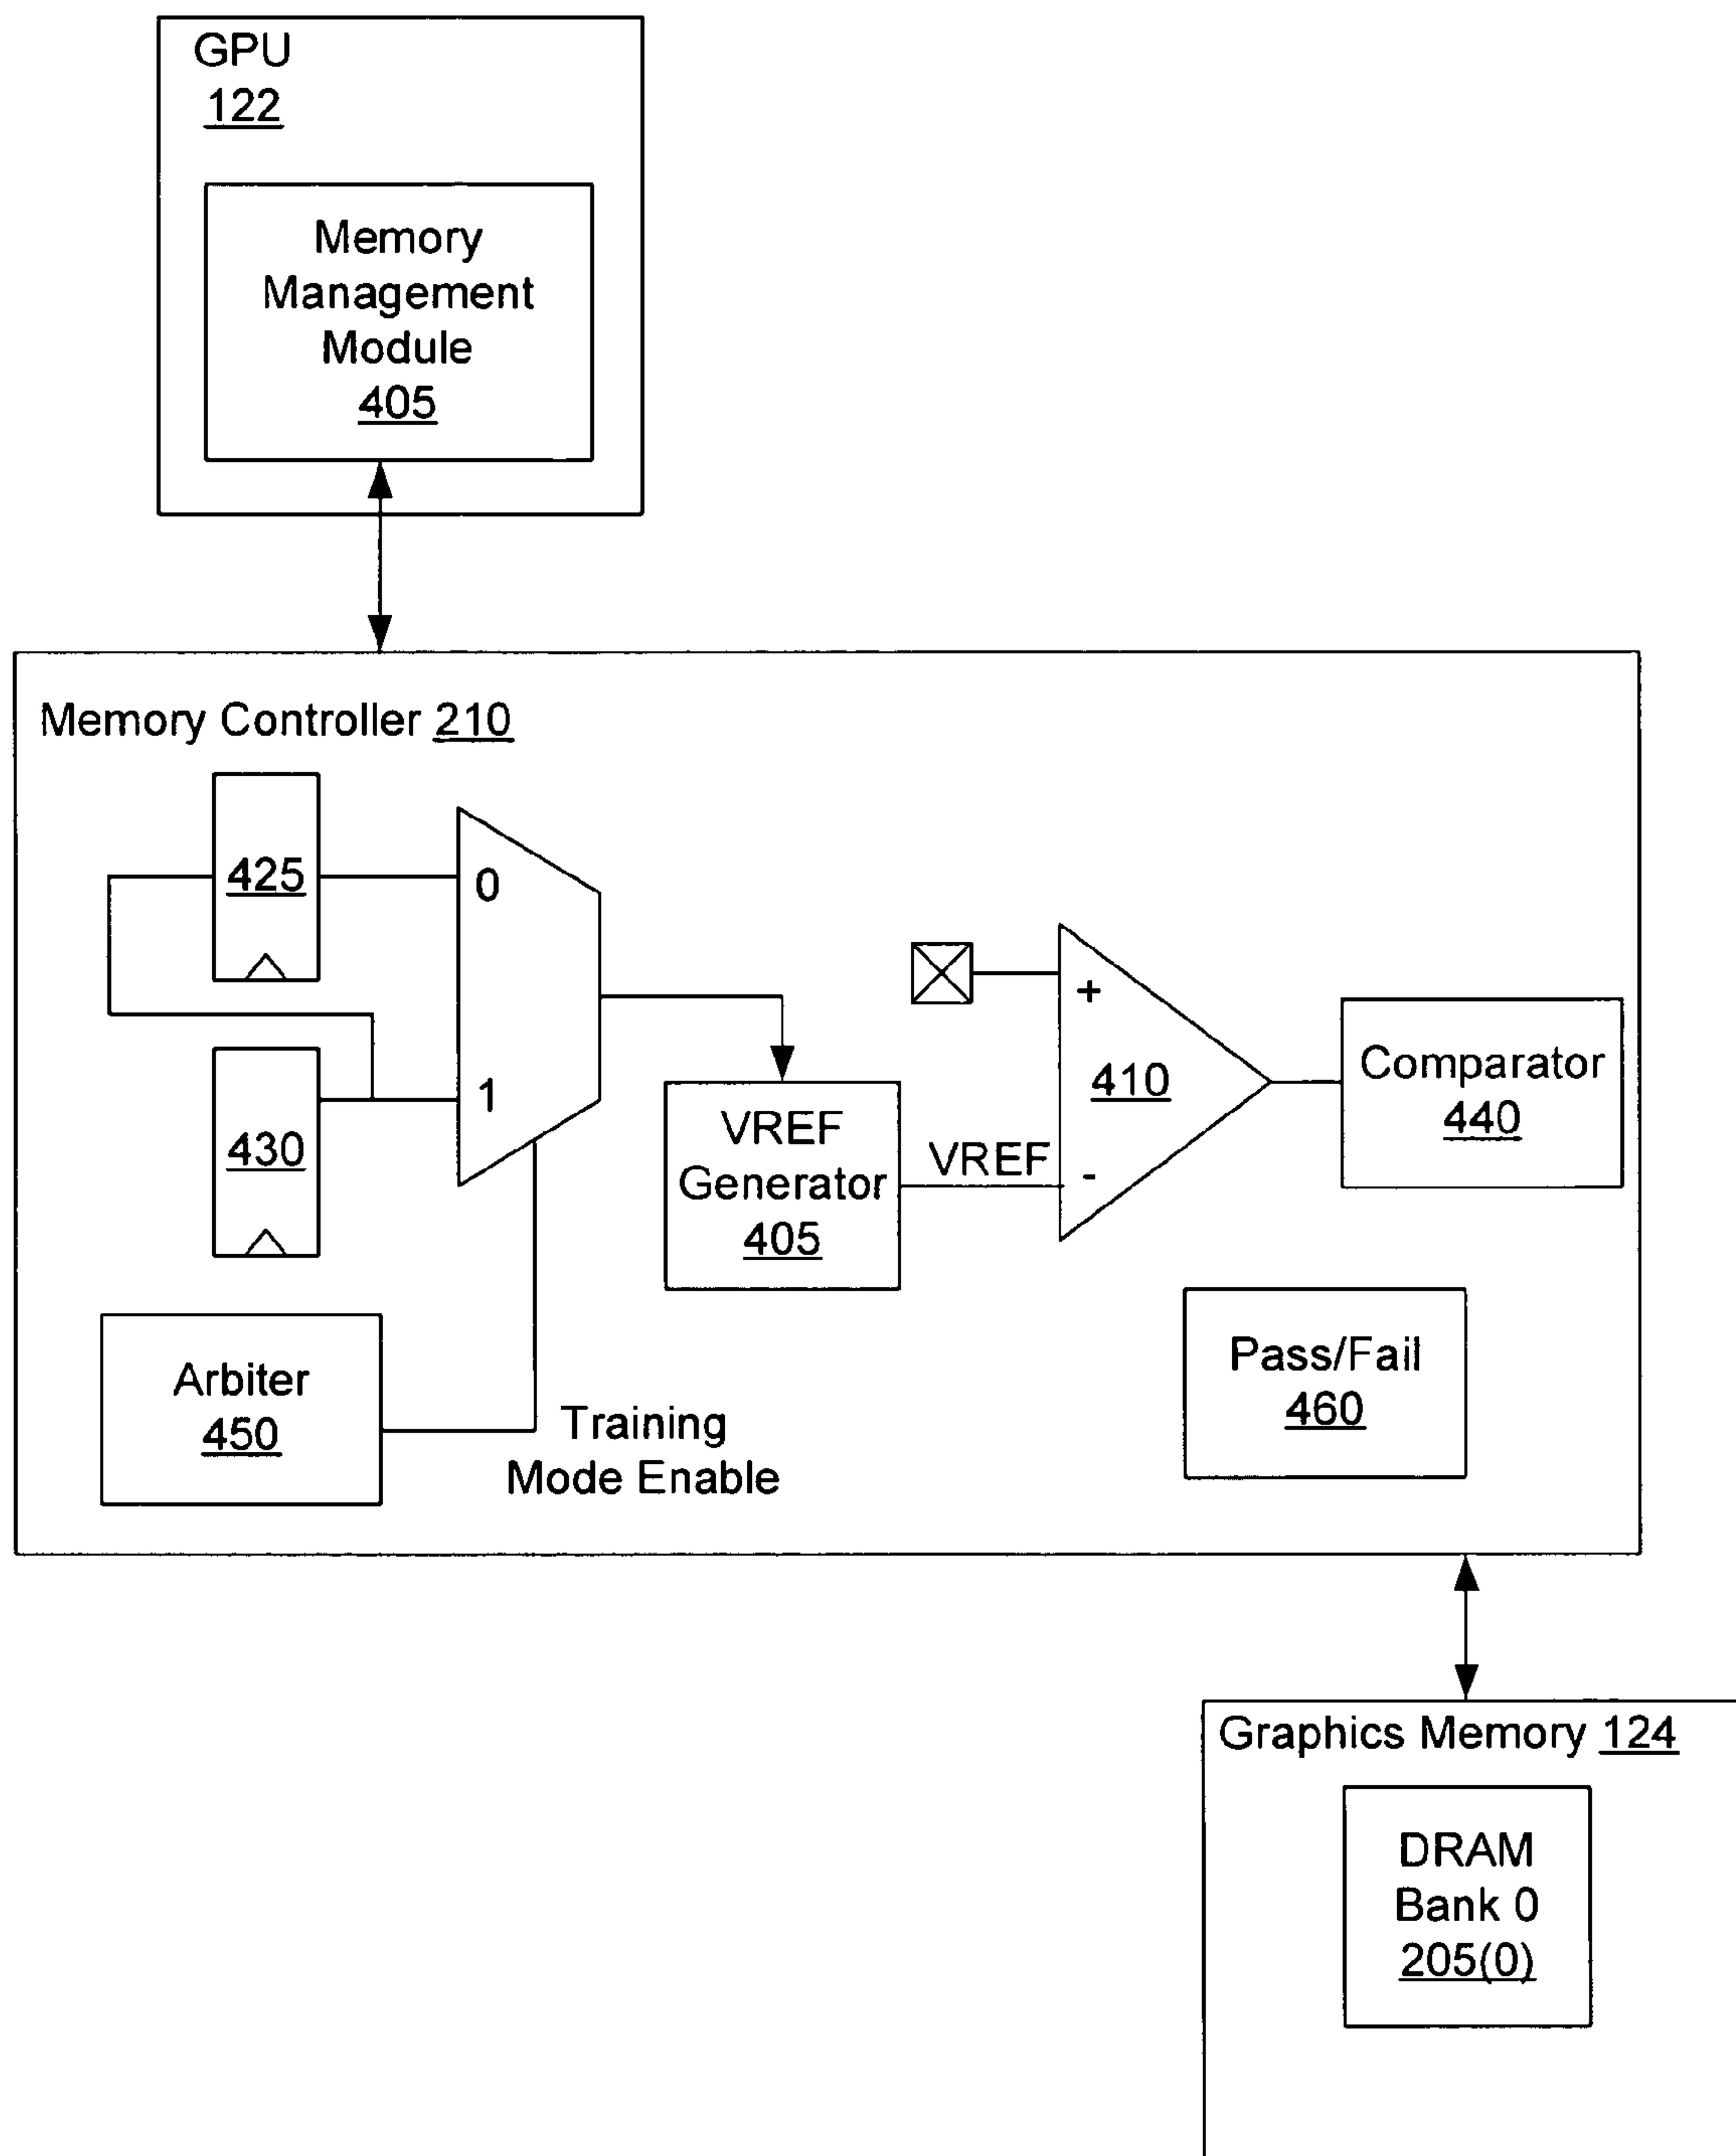 GPU
122
Memory
Management
Module
405
Memory Controller 210
425
0
430
1
VREF
Generator
405
VREF
+
410
-
Comparator
440
Arbiter
450
Training
Mode Enable
Pass/Fail
460
Graphics Memory 124
DRAM
Bank 0
205(0)